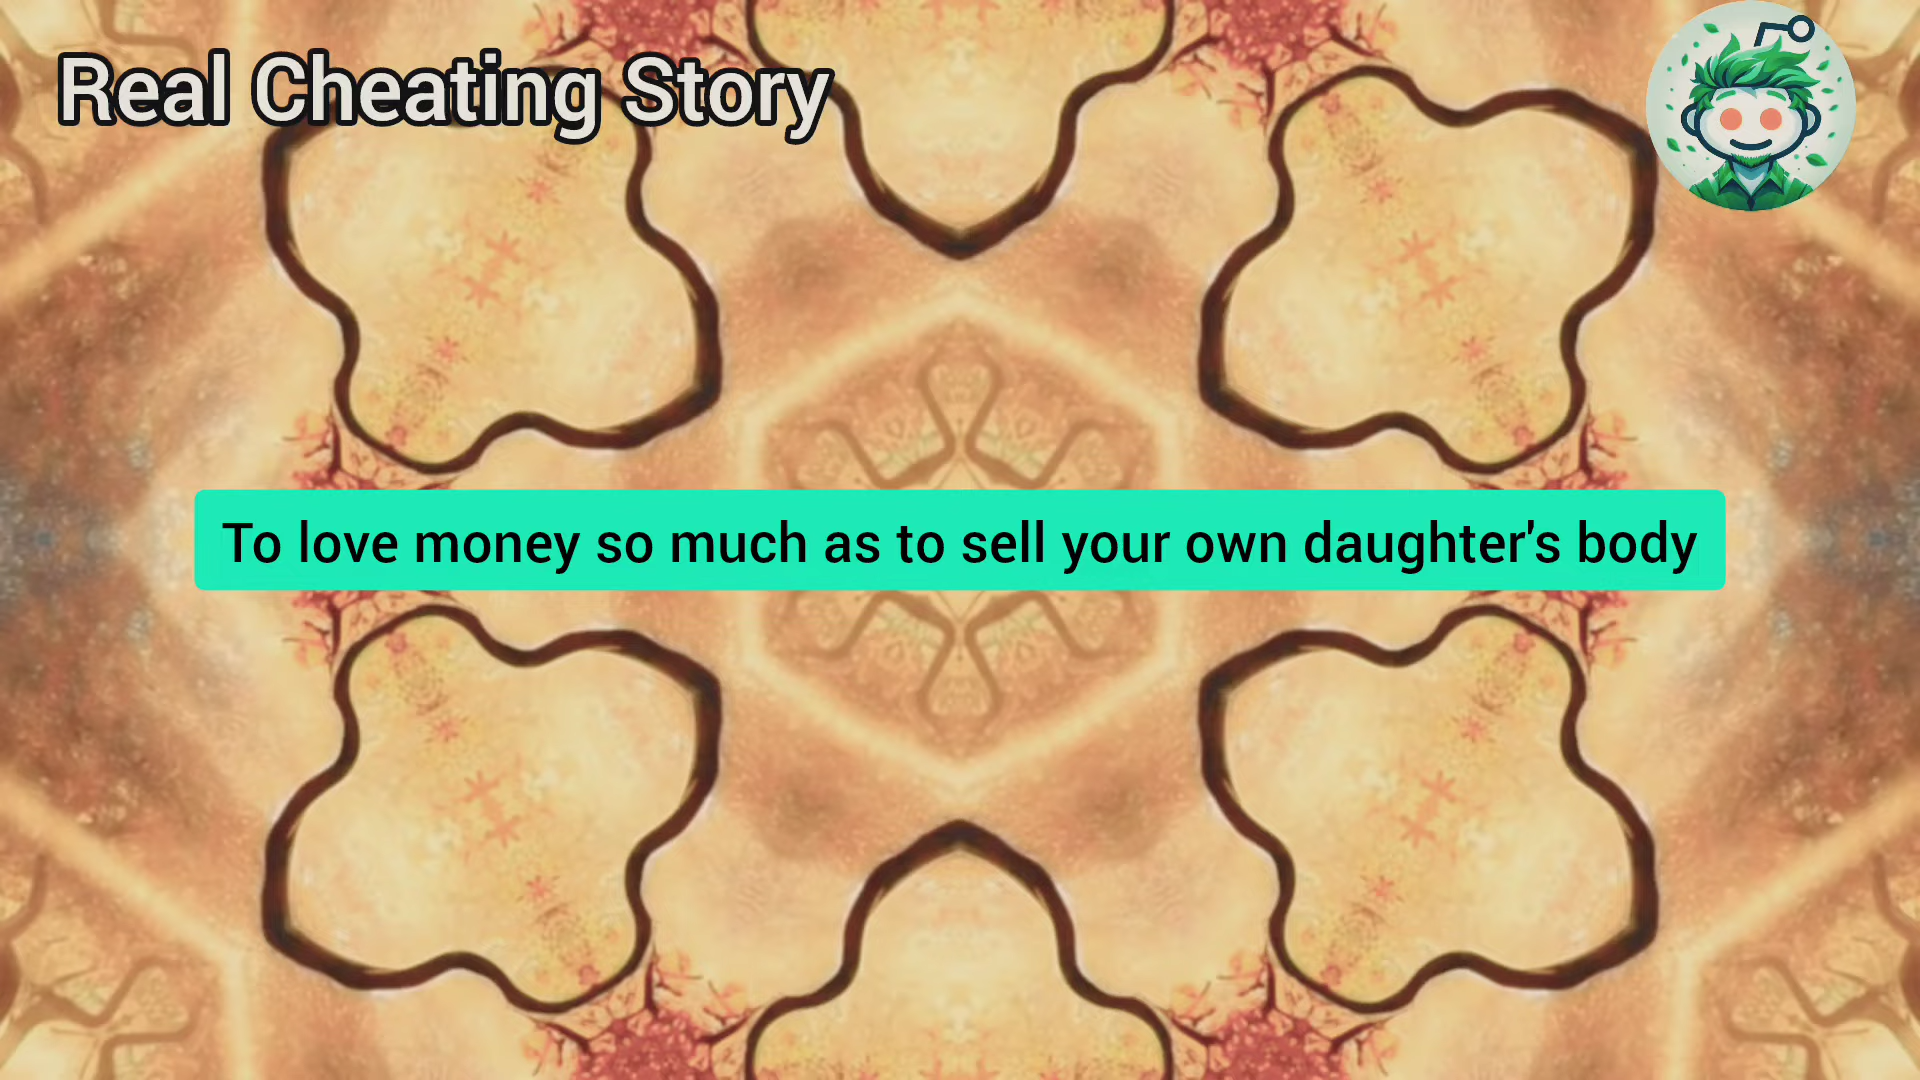 Real Cheating Story
To love money so much as to sell your own daughter's body